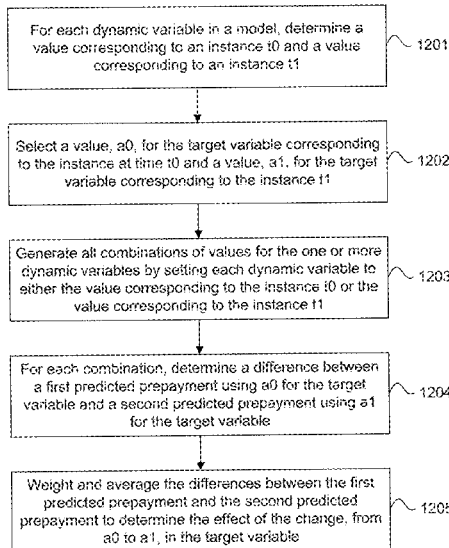 For each dynamic variable in a model, determine a
value corresponding to an instance t0 and a value
corresponding to an instance t1
1201
Select a value, a0, for the target variable corresponding
to the instance at time t0 and a value, a1, for the target
variable corresponding to the instance t1
1202
Generate all combinations of values for the one or more
dynamic variables by setting each dynamic variable to
either the value corresponding to the instance t0 or the
value corresponding to the instance t1
1203
For each combination, determine a difference between
a first predicted prepayment using a0 for the target
variable and a second predicted prepayment using a1
for the target variable
1204
Weight and average the differences between the first
predicted prepayment and the second predicted
prepayment to determine the effect of the change, from
a0 to a1, in the target variable
1205